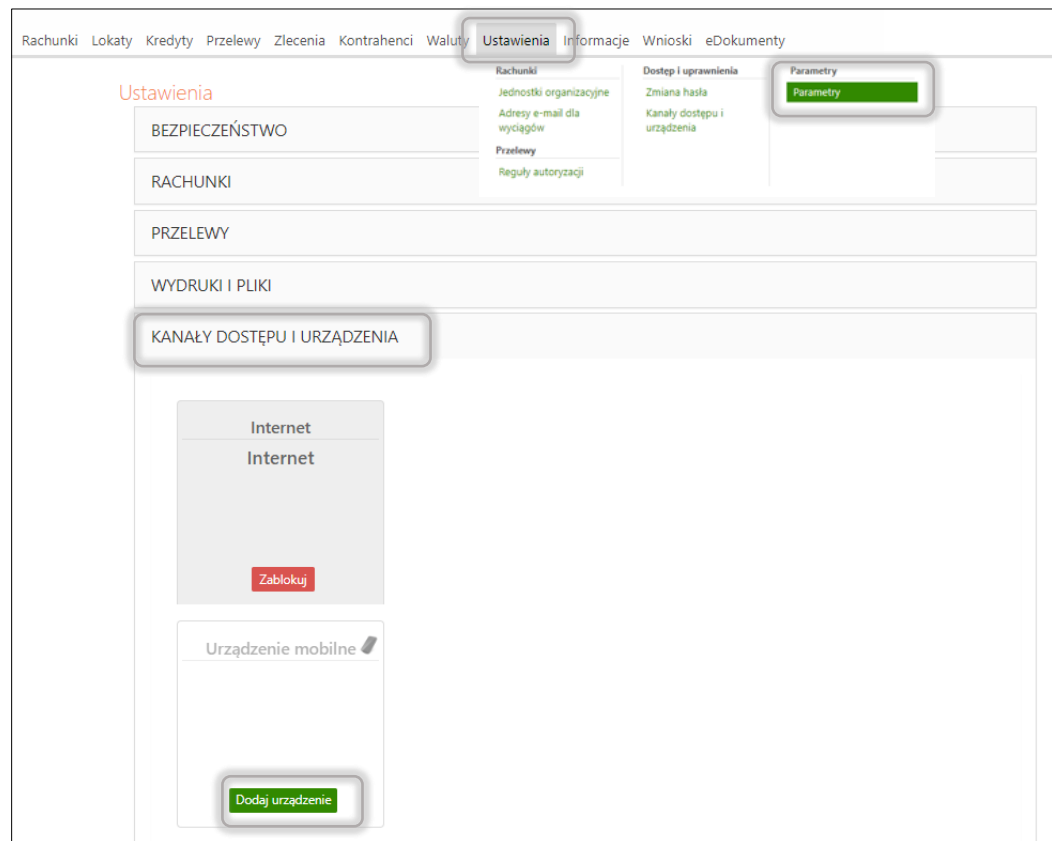 Rachunki Lokaty Kredyty Przelewy Zlecenia Kontrahenci Waluty Ustawienia Informacje Wnioski eDokumenty
Rachunki
Jednostki organizacyjne
Adresy e-mail dla
wyciągów
Przelewy
Reguły autoryzacji
Dostęp i uprawnienia
Zmiana hasła
Kanały dostępu i
urządzenia
Parametry
Parametry
Ustawienia
BEZPIECZEŃSTWO
RACHUNKI
PRZELEWY
WYDRUKI I PLIKI
KANAŁY DOSTĘPU I URZĄDZENIA
Internet
Internet
Zablokuj
Urządzenie mobilne
Dodaj urządzenie